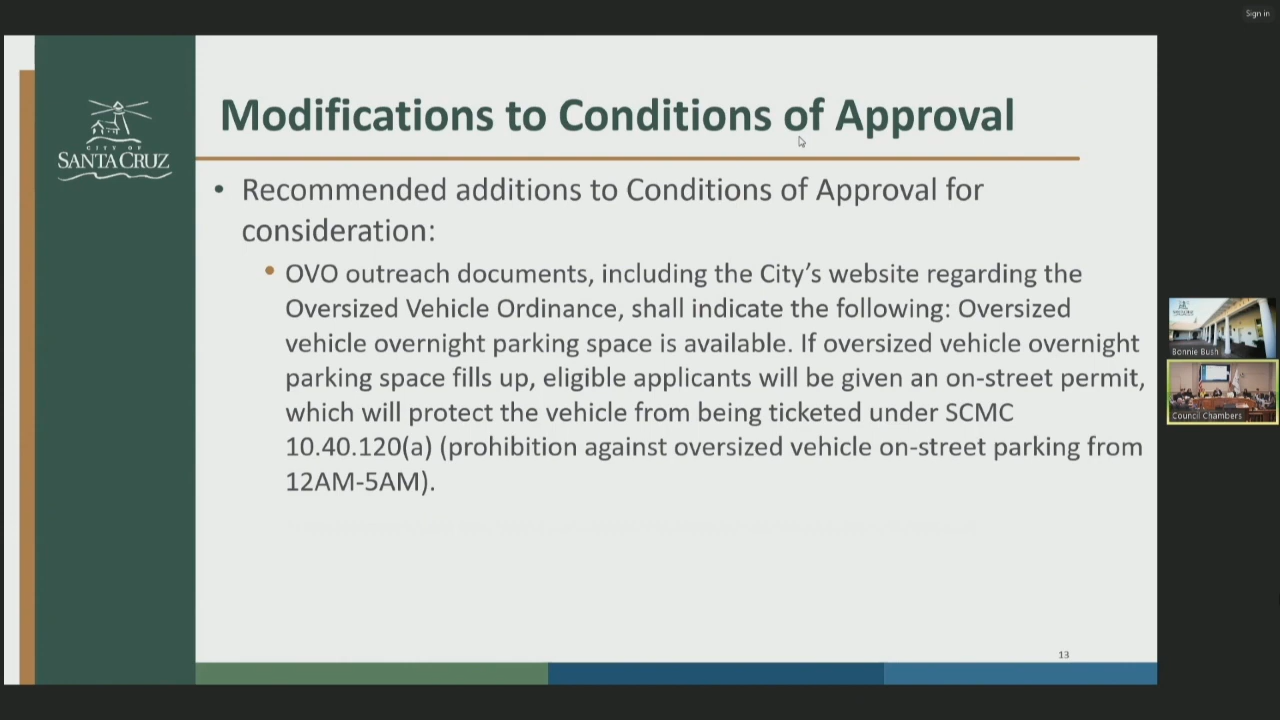 Sign in
CITY OF
SANTA CRUZ
Modifications to Conditions of Approval
• Recommended additions to Conditions of Approval for
consideration:
• OVO outreach documents, including the City's website regarding the
Oversized Vehicle Ordinance, shall indicate the following: Oversized
vehicle overnight parking space is available. If oversized vehicle overnight
parking space fills up, eligible applicants will be given an on-street permit,
which will protect the vehicle from being ticketed under SCMC
10.40.120(a) (prohibition against oversized vehicle on-street parking from
12AM-5AM).
13
Bonnie Bush
Council Chambers